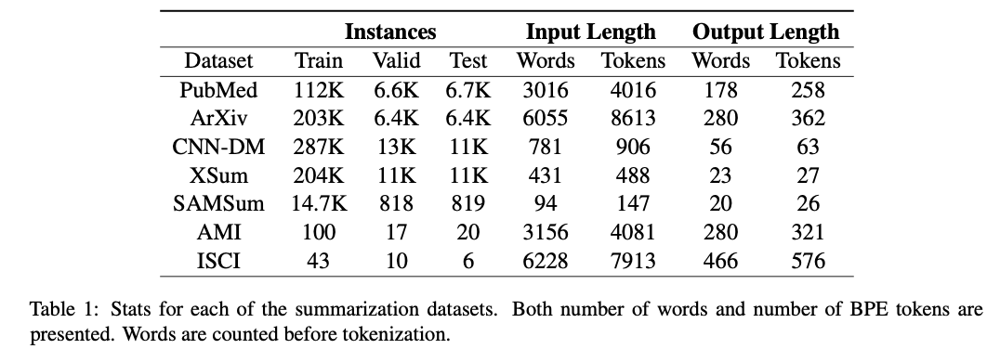 Instances Input Length Output Length
Dataset Train Valid Test Words Tokens Words Tokens
PubMed 112K 6.6K 6.7K 3016 4016 178 258
ArXiv 203K 6.4K 6.4K 6055 8613 280 362
CNN-DM 287K 13K 11K 781 906 56 63
XSum 204K 11K 11K 431 488 23 27
SAMSum 14.7K 818 819 94 147 20 26
AMI 100 17 20 3156 4081 280 321
ISCI 43 10 6 6228 7913 466 576
Table 1: Stats for each of the summarization datasets. Both number of words and number of BPE tokens are
presented. Words are counted before tokenization.